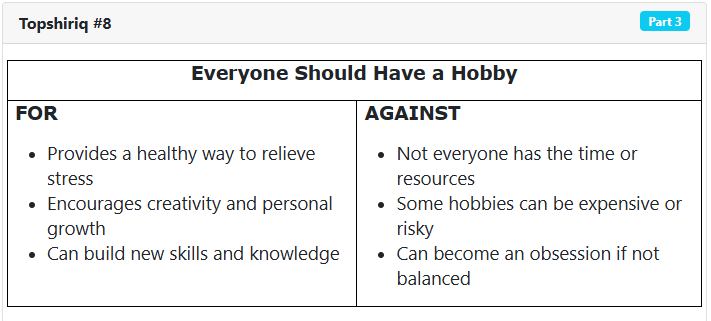 Topshiriq #8
Part 3
Everyone Should Have a Hobby
FOR
• Provides a healthy way to relieve
stress
• Encourages creativity and personal
growth
• Can build new skills and knowledge
AGAINST
• Not everyone has the time or
resources
• Some hobbies can be expensive or
risky
• Can become an obsession if not
balanced